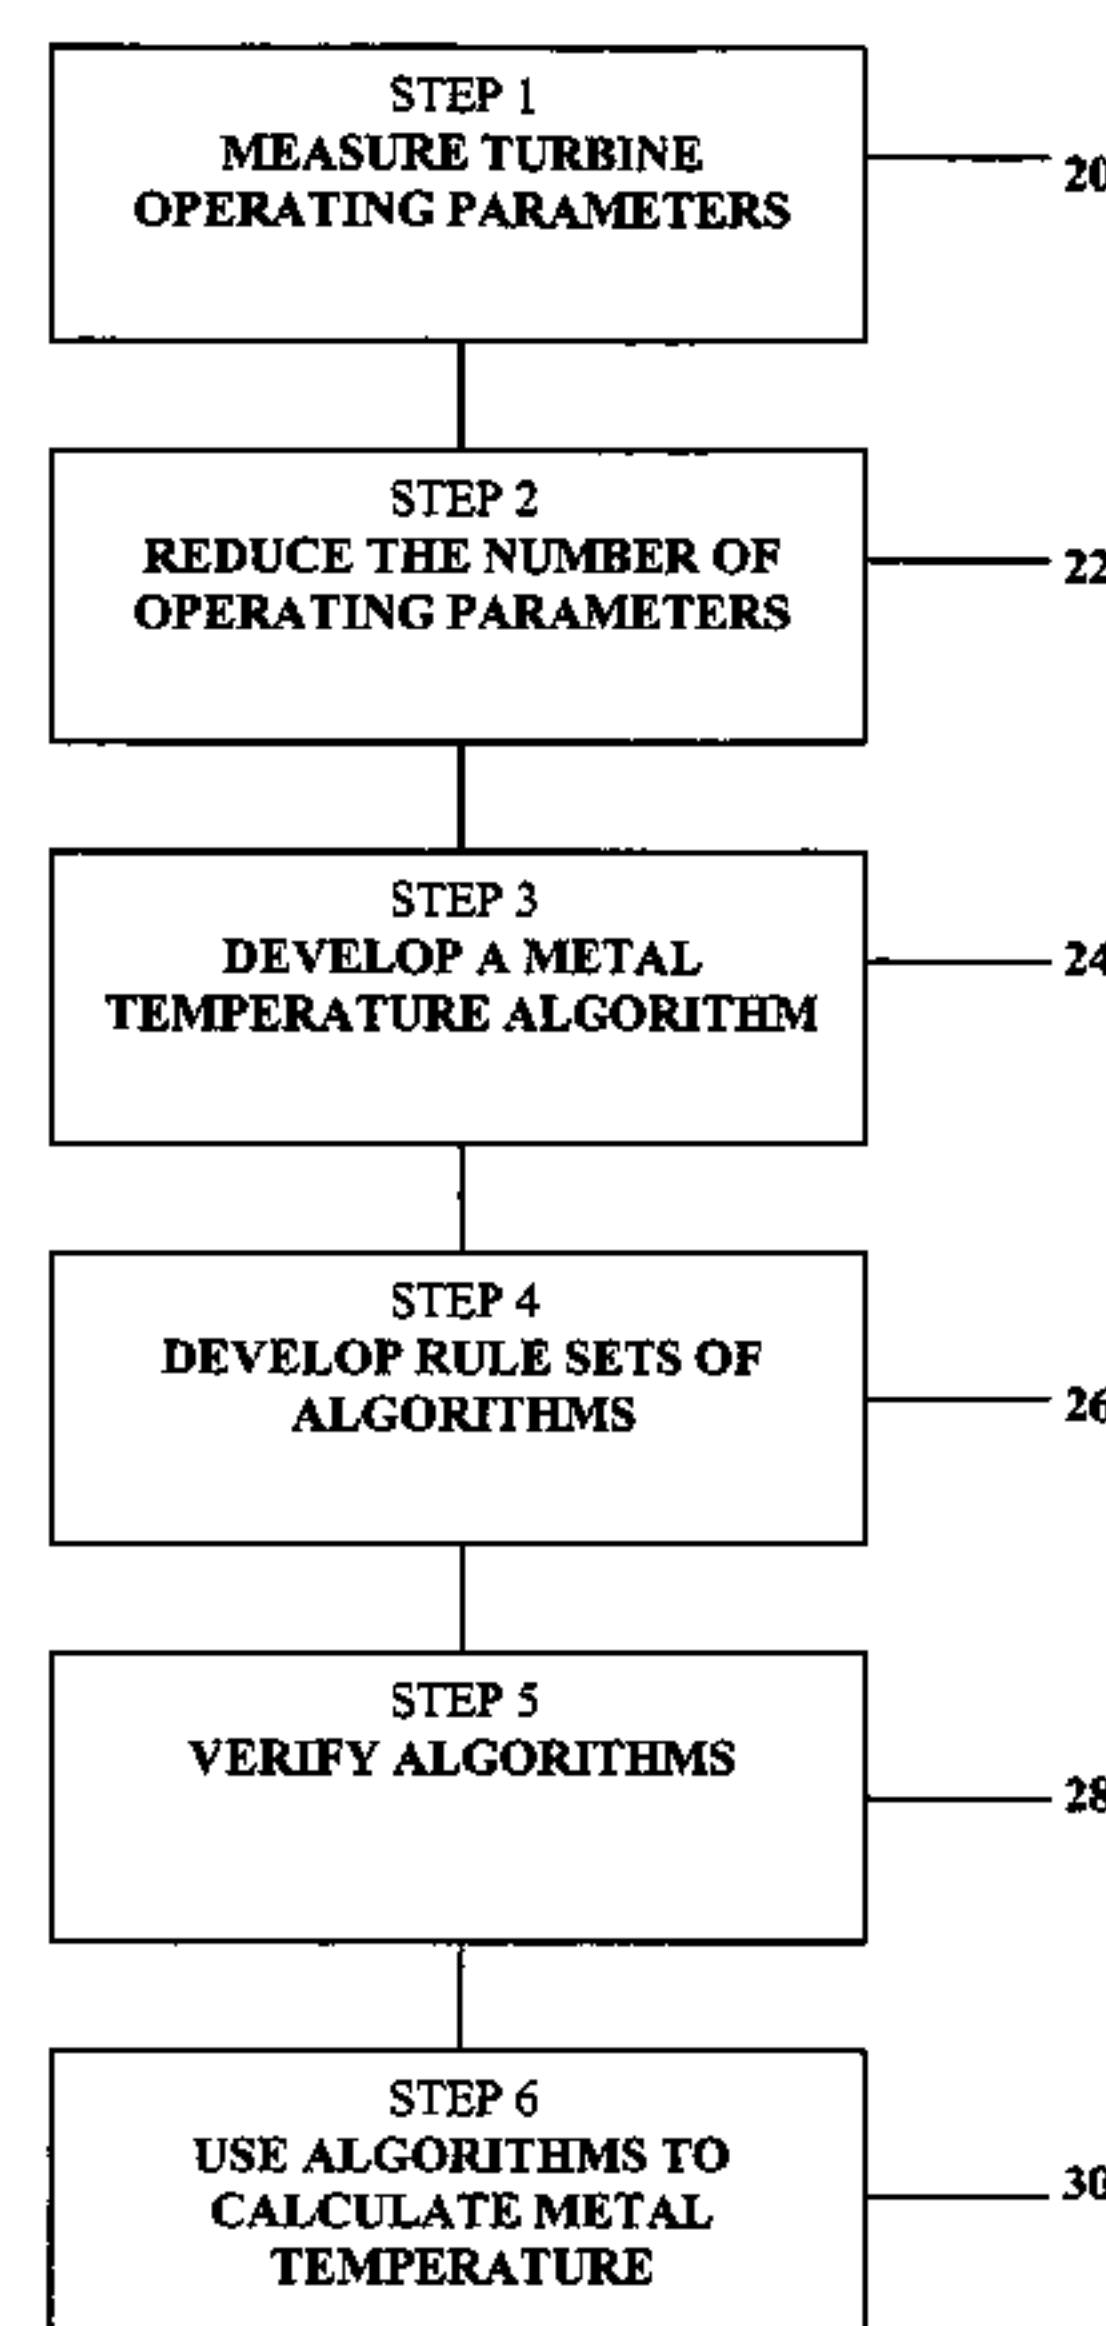 STEP 1
MEASURE TURBINE
OPERATING PARAMETERS
20
STEP 2
REDUCE THE NUMBER OF
OPERATING PARAMETERS
22
STEP 3
DEVELOP A METAL
TEMPERATURE ALGORITHM
24
STEP 4
DEVELOP RULE SETS OF
ALGORITHMS
26
STEP 5
VERIFY ALGORITHMS
28
STEP 6
USE ALGORITHMS TO
CALCULATE METAL
TEMPERATURE
30